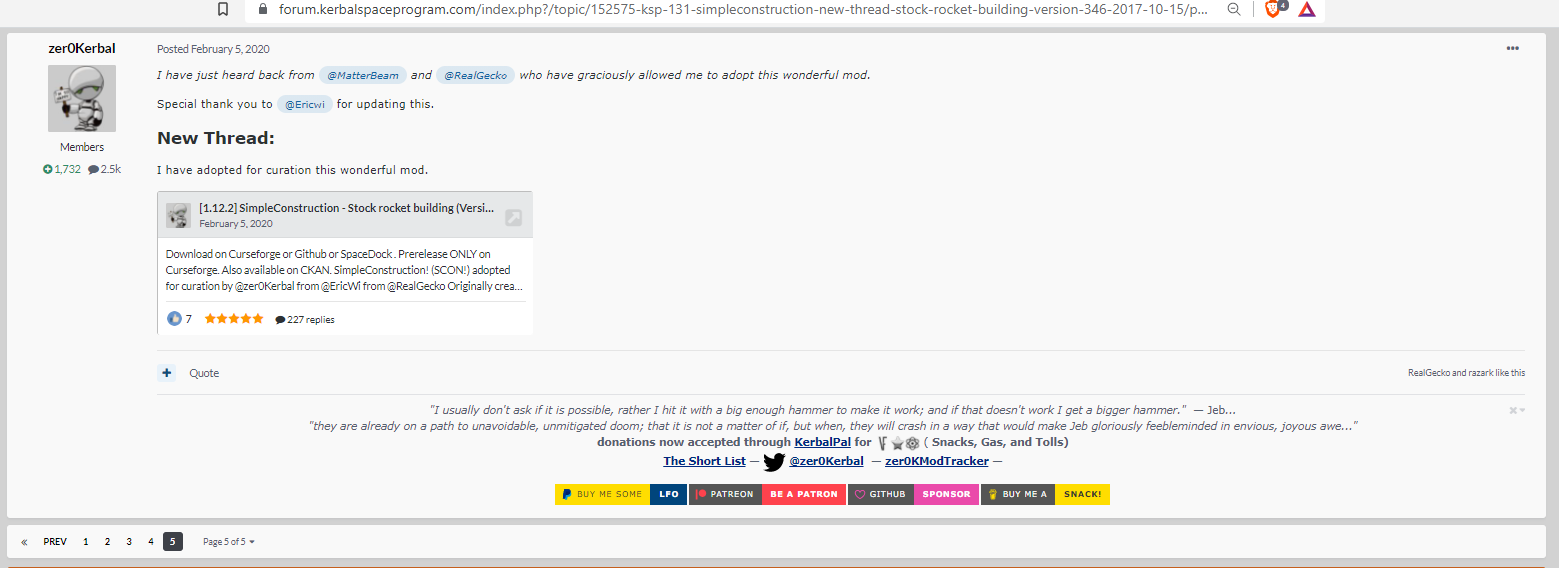 forum.kerbalspaceprogram.com/index.php?/topic/152575-ksp-131-simpleconstruction-new-thread-stock-rocket-building-version-346-2017-10-15/p...
4
zer0Kerbal
Posted February 5, 2020
I have just heard back from @MatterBeam and @RealGecko who have graciously allowed me to adopt this wonderful mod.
Special thank you to @Ericwi for updating this.
New Thread:
Members
I have adopted for curation this wonderful mod.
1,732 2.5k
[1.12.2] SimpleConstruction - Stock rocket building (Versi...
February 5, 2020
Download on Curseforge or Github or SpaceDock . Prerelease ONLY on
Curseforge. Also available on CKAN. SimpleConstruction! (SCON!) adopted
for curation by @zer0Kerbal from @EricWi from @RealGecko Originally crea...
7 227 replies
Quote
RealGecko and razark like this
"I usually don't ask if it is possible, rather I hit it with a big enough hammer to make it work; and if that doesn't work I get a bigger hammer." — Jeb...
"they are already on a path to unavoidable, unmitigated doom; that it is not a matter of if, but when, they will crash in a way that would make Jeb gloriously feebleminded in envious, joyous awe..."
donations now accepted through KerbalPal for ( Snacks, Gas, and Tolls)
The Short List — @zer0Kerbal — zer0KModTracker —
BUY ME SOME LFO PATREON BE A PATRON GITHUB SPONSOR BUY ME A SNACK!
« PREV 1 2 3 4 5 Page 5 of 5